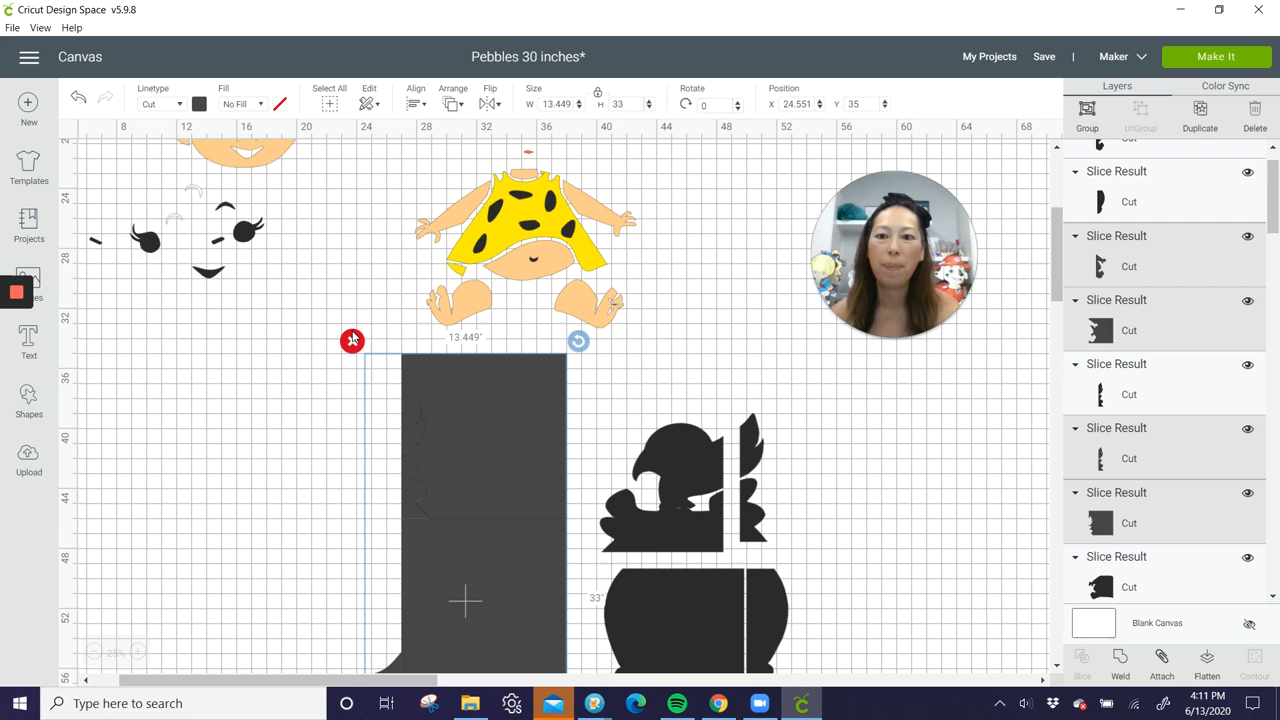 Cricut Design Space v5.9.8
File View Help
Canvas
Pebbles 30 inches*
My Projects Save | Maker Make It
Linetype Fill Select All Edit Align Arrange Flip Size Rotate Position
Cut No Fill W 13.449 H 33 0 X 24.551 Y 35
Layers Color Sync
Group UnGroup Duplicate Delete
New
Templates
Projects
Text
Shapes
Upload
8 12 16 20 24 28 32 36 40 44 48 52 56 60 64 68
24
28
32
36
40
44
48
52
56
13.449"
33"
25%
Cut
Slice Result
Cut
Slice Result
Cut
Slice Result
Cut
Slice Result
Cut
Slice Result
Cut
Slice Result
Cut
Slice Result
Cut
Blank Canvas
Slice Weld Attach Flatten Contour
Type here to search
4:11 PM
6/13/2020